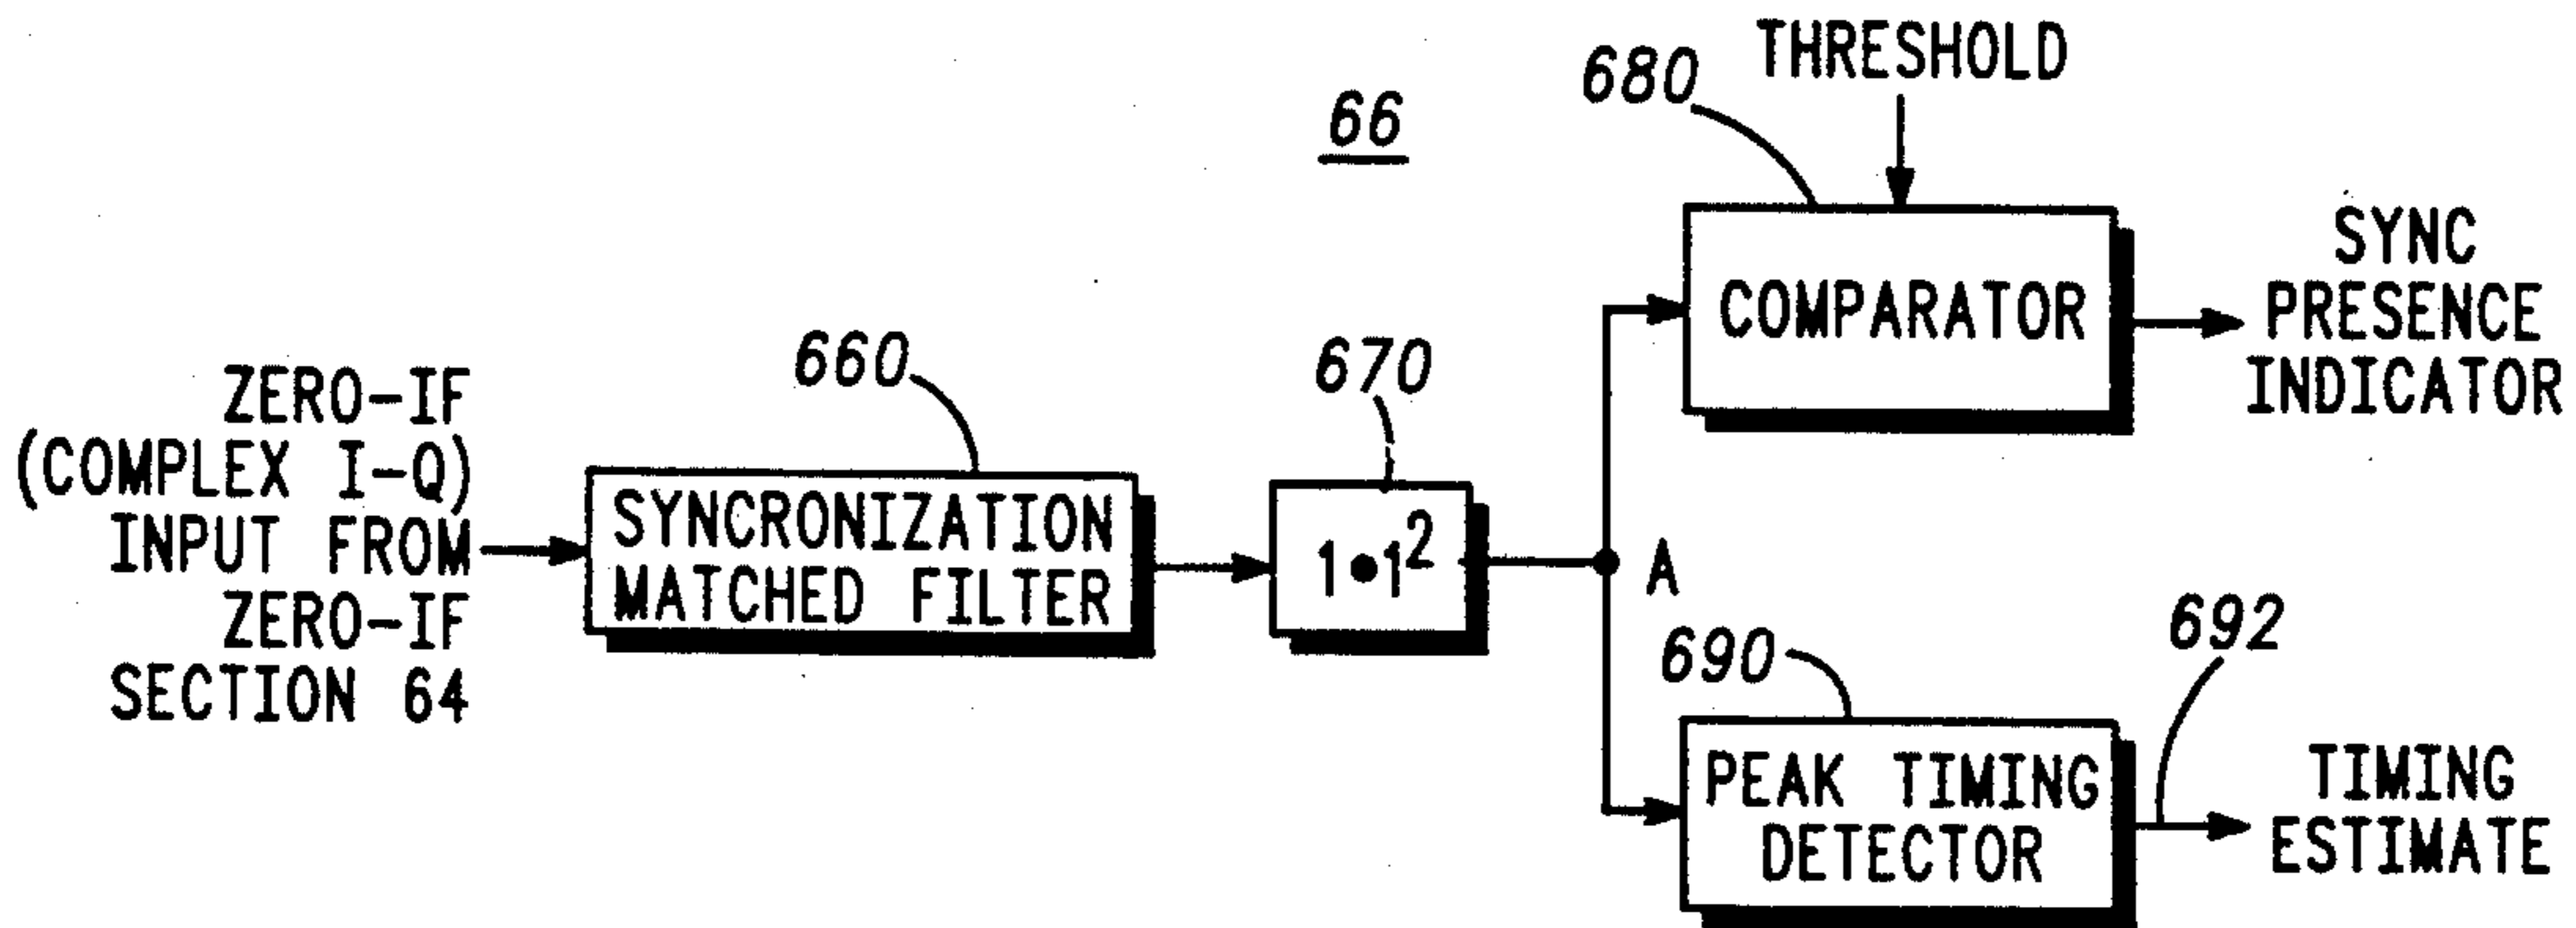 THRESHOLD
680
66
COMPARATOR
SYNC
PRESENCE
INDICATOR
660
670
ZERO-IF
(COMPLEX I-Q)
INPUT FROM
ZERO-IF
SECTION 64
SYNCRONIZATION
MATCHED FILTER
1•1²
A
690
692
PEAK TIMING
DETECTOR
TIMING
ESTIMATE